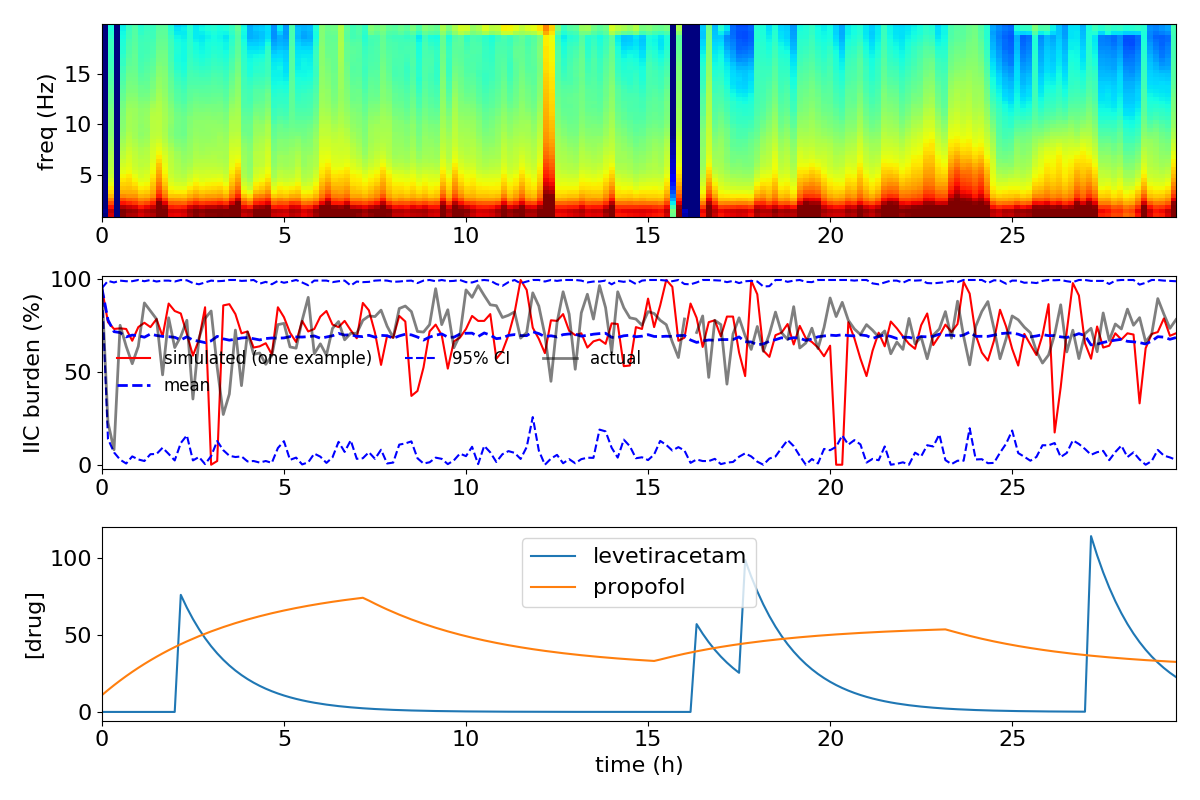 freq (Hz)
15
10
5
0 5 10 15 20 25
IIC burden (%)
100
50
0
simulated (one example) 95% CI actual
mean
0 5 10 15 20 25
[drug]
100
50
0
levetiracetam
propofol
0 5 10 15 20 25
time (h)